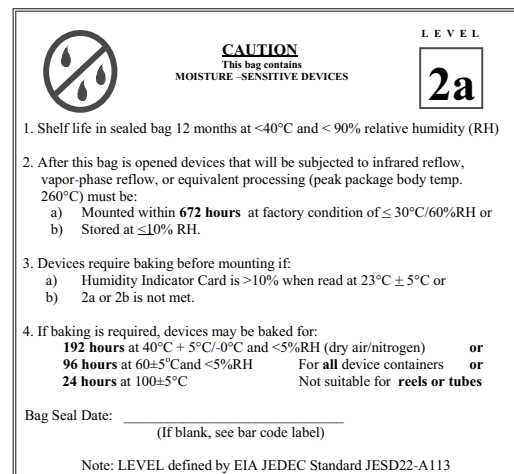 LEVEL
CAUTION
This bag contains
MOISTURE –SENSITIVE DEVICES
2a
1. Shelf life in sealed bag 12 months at <40°C and < 90% relative humidity (RH)
2. After this bag is opened devices that will be subjected to infrared reflow,
vapor-phase reflow, or equivalent processing (peak package body temp.
260°C) must be:
a) Mounted within 672 hours at factory condition of ≤ 30°C/60%RH or
b) Stored at ≤10% RH.
3. Devices require baking before mounting if:
a) Humidity Indicator Card is >10% when read at 23°C ± 5°C or
b) 2a or 2b is not met.
4. If baking is required, devices may be baked for:
192 hours at 40°C + 5°C/-0°C and <5%RH (dry air/nitrogen) or
96 hours at 60±5°Cand <5%RH For all device containers or
24 hours at 100±5°C Not suitable for reels or tubes
Bag Seal Date: ________________________________
(If blank, see bar code label)
Note: LEVEL defined by EIA JEDEC Standard JESD22-A113